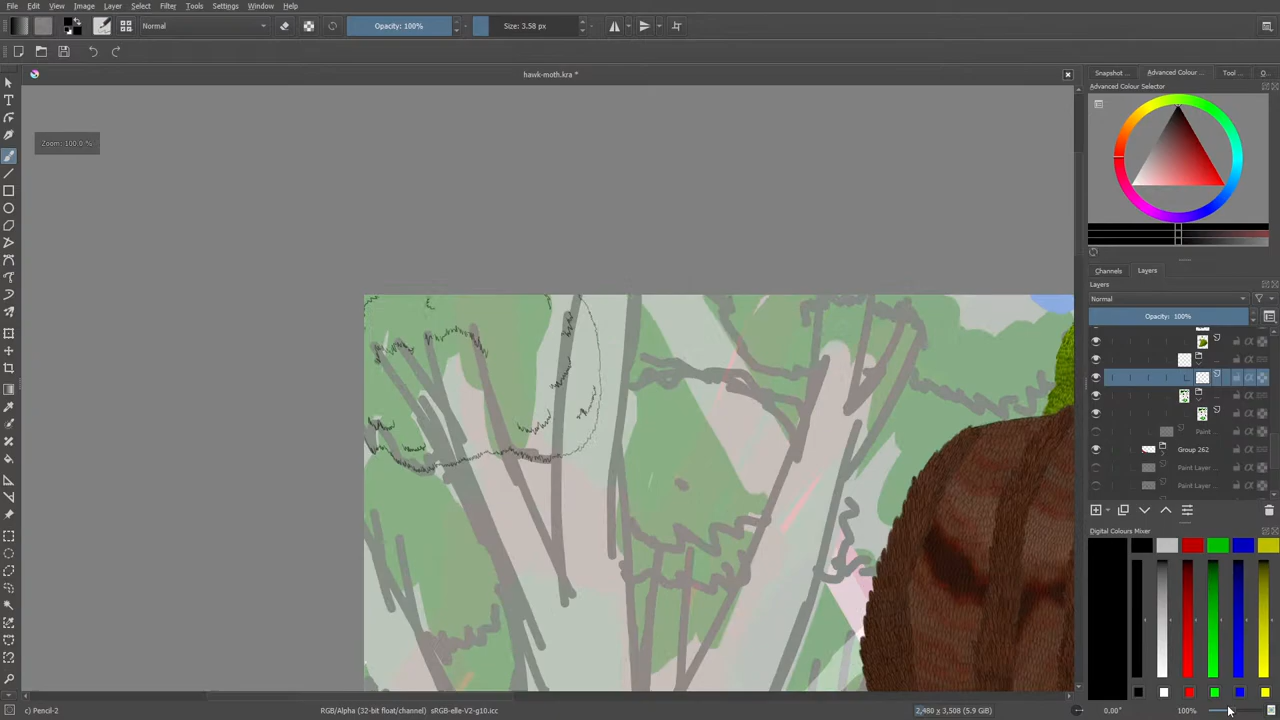 File Edit View Image Layer Select Filter Tools Settings Window Help
Normal Opacity: 100% Size: 3.58 px
hawk-moth.kra *
Snapshot ... Advanced Colour ... Tool ... O...
Advanced Colour Selector
Zoom: 100.0 %
Channels Layers
Layers
Normal
Opacity: 100%
Paint ...
Group 262
Paint Layer ...
Paint Layer ...
Digital Colours Mixer
c) Pencil-2 RGB/Alpha (32-bit float/channel) sRGB-elle-V2-g10.icc 2,480 x 3,508 (5.9 GiB) 0.00° 100%